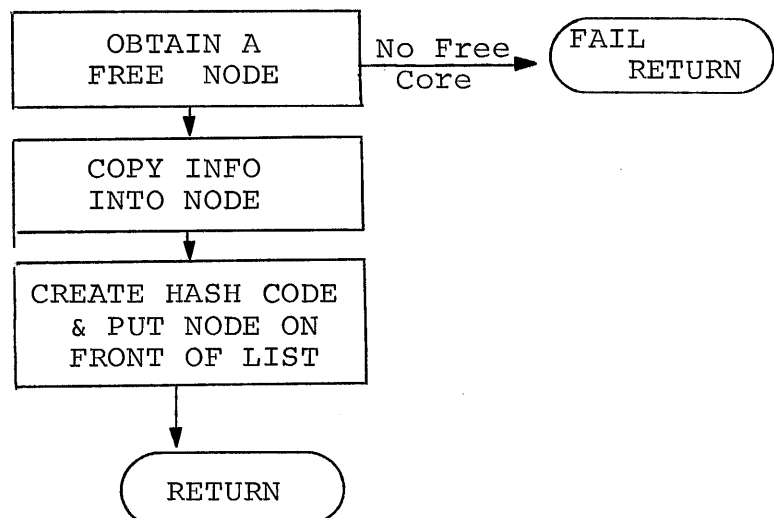 OBTAIN A
FREE NODE
No Free
Core
FAIL
RETURN
COPY INFO
INTO NODE
CREATE HASH CODE
& PUT NODE ON
FRONT OF LIST
RETURN